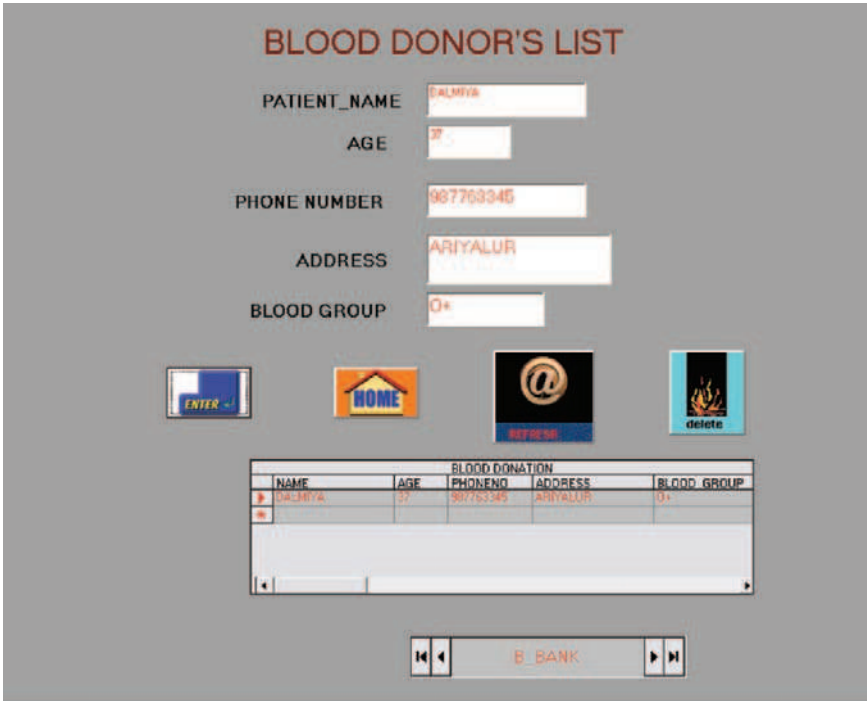 BLOOD DONOR'S LIST
PATIENT_NAME DALMIYA
AGE 37
PHONE NUMBER 987763345
ADDRESS ARIYALUR
BLOOD GROUP O+
ENTER
HOME
@
REFRESH
delete
BLOOD DONATION
NAME AGE PHONENO ADDRESS BLOOD_GROUP
DALMIYA 37 987763345 ARIYALUR O+
B_BANK